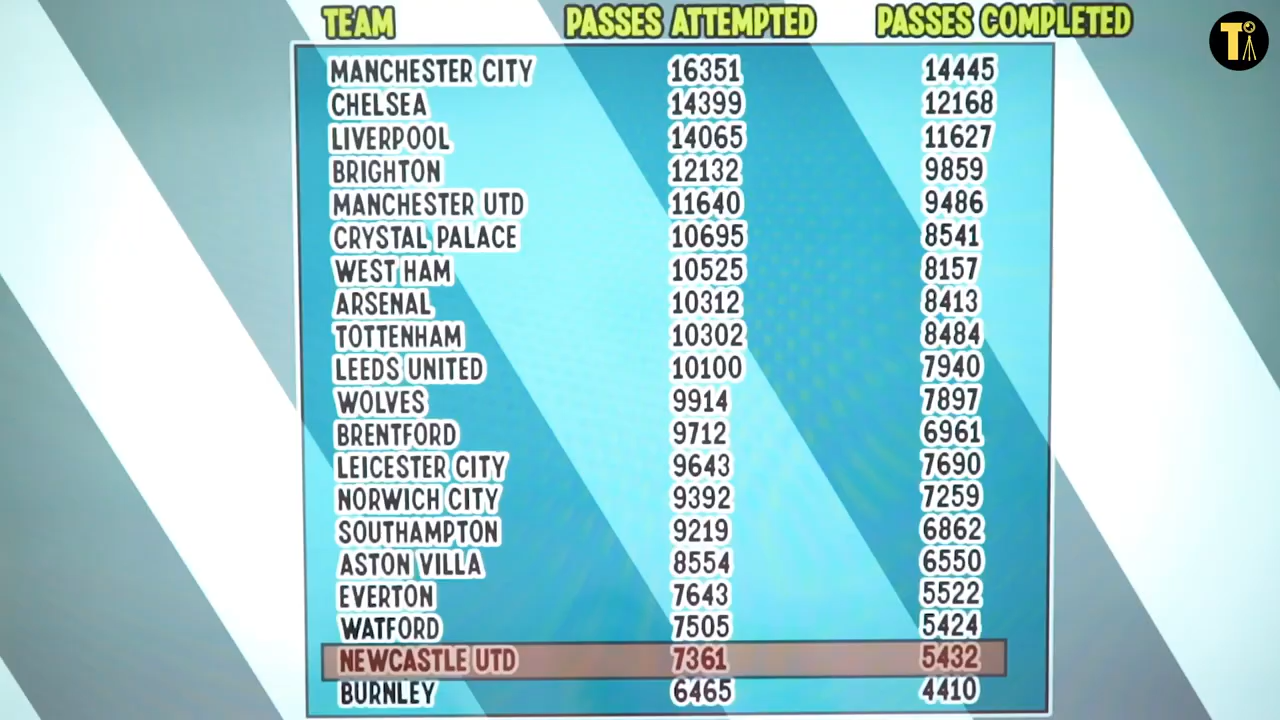 TEAM PASSES ATTEMPTED PASSES COMPLETED
MANCHESTER CITY 16351 14445
CHELSEA 14399 12168
LIVERPOOL 14065 11627
BRIGHTON 12132 9859
MANCHESTER UTD 11640 9486
CRYSTAL PALACE 10695 8541
WEST HAM 10525 8157
ARSENAL 10312 8413
TOTTENHAM 10302 8484
LEEDS UNITED 10100 7940
WOLVES 9914 7897
BRENTFORD 9712 6961
LEICESTER CITY 9643 7690
NORWICH CITY 9392 7259
SOUTHAMPTON 9219 6862
ASTON VILLA 8554 6550
EVERTON 7643 5522
WATFORD 7505 5424
NEWCASTLE UTD 7361 5432
BURNLEY 6465 4410
T